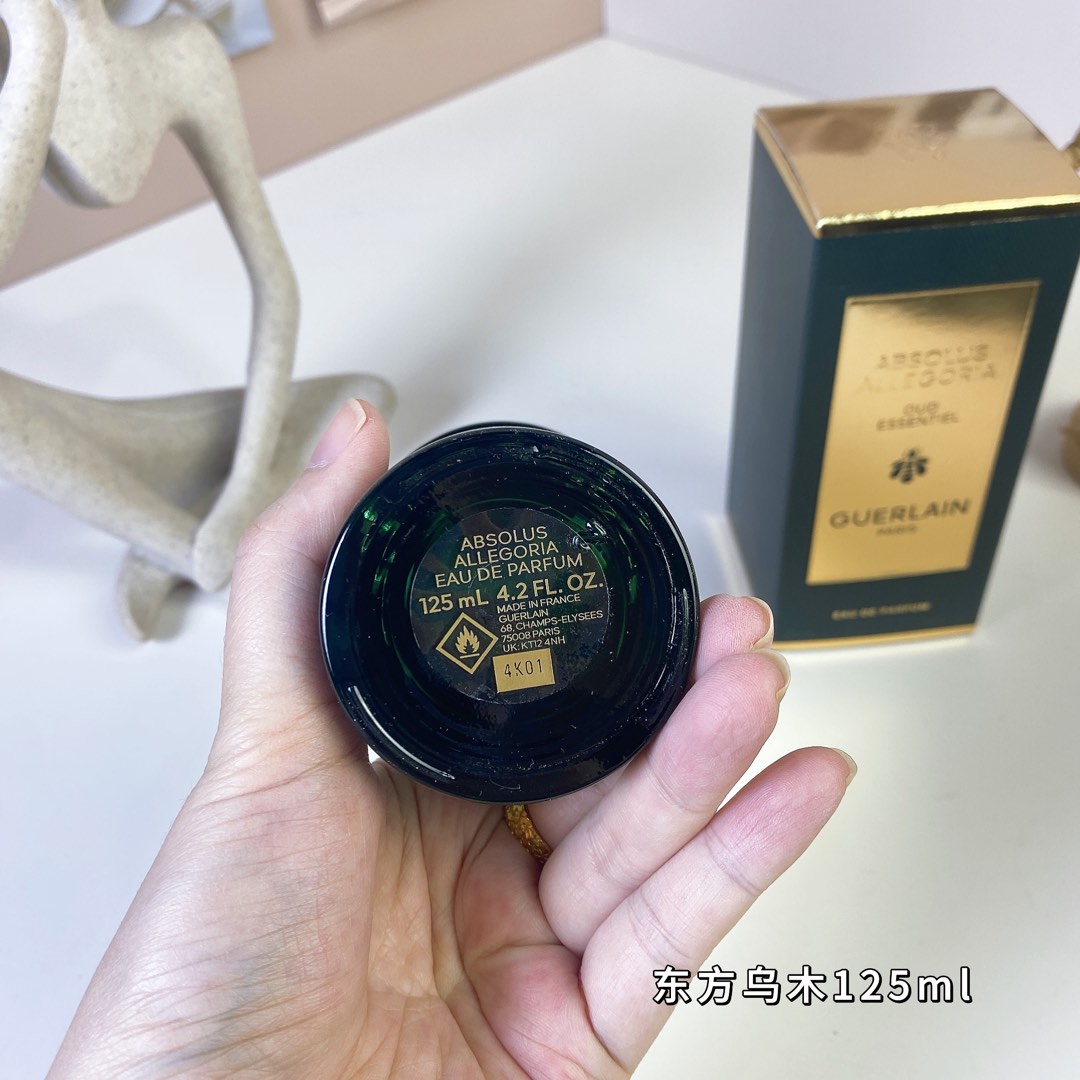 ABSOLUS
ALLEGORIA
EAU DE PARFUM
125 mL 4.2 FL. OZ.
MADE IN FRANCE
GUERLAIN
68, CHAMPS-ELYSEES
75008 PARIS
UK: KT12 4NH
4K01
ABSOLUS
ALLEGORIA
OUD
ESSENTIEL
GUERLAIN
PARIS
EAU DE PARFUM
东方乌木125ml